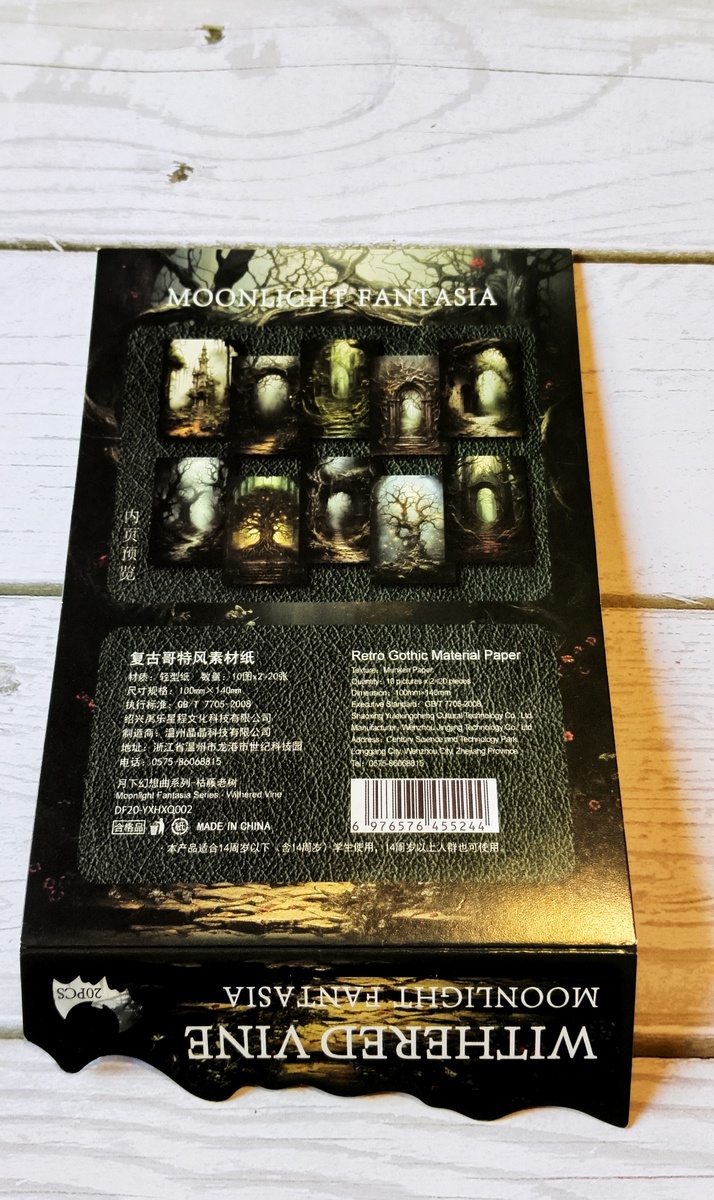 MOONLIGHT FANTASIA
内页预览
复古哥特风素材纸
材质：轻型纸 数量：10图x2=20张
尺寸规格：100mm×140mm
执行标准：GB/T 7705-2008
绍兴禹乐星程文化科技有限公司
制造商：温州晶晶科技有限公司
地址：浙江省温州市龙港市世纪科技园
电话：0575-86068815
月下幻想曲系列-枯藤老树
Moonlight Fantasia Series · Withered Vine
DF20-YXHXQ002
合格品 纸 MADE IN CHINA
Retro Gothic Material Paper
Texture: Munken Paper
Quantity: 10 pictures x 2=20 pieces
Dimension: 100mm×140mm
Executive Standard: GB/T 7705-2008
Shaoxing Yuexingcheng Cultural Technology Co., Ltd.
Manufacturer: Wenzhou Jingjing Technology Co., Ltd.
Address: Century Science and Technology Park,
Longgang City, Wenzhou City, Zhejiang Province
Tel: 0575-86068815
6 976576 455244
·本产品适合14周岁以下（含14周岁）学生使用，14周岁以上人群也可使用。
20PCS
MOONLIGHT FANTASIA
WITHERED VINE